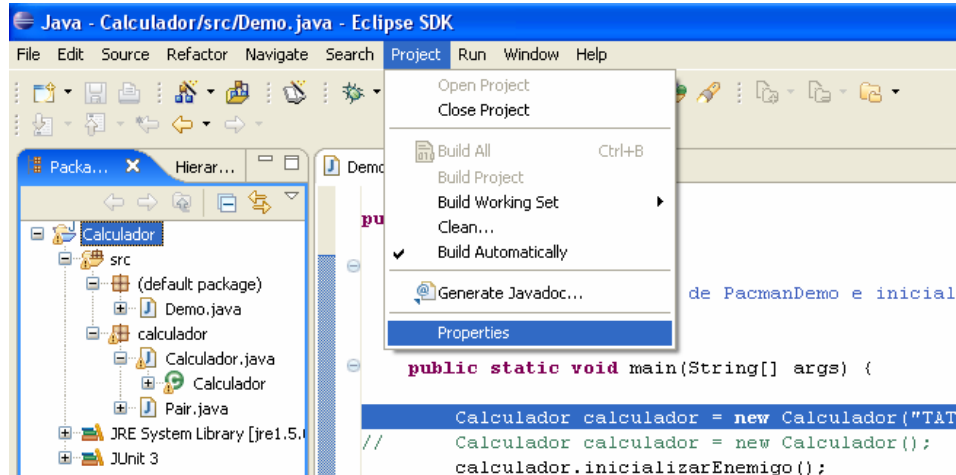 Java - Calculador/src/Demo.java - Eclipse SDK
File Edit Source Refactor Navigate Search Project Run Window Help
Open Project
Close Project
Build All Ctrl+B
Build Project
Build Working Set
Clean...
Build Automatically
Generate Javadoc...
Properties
Packa... Hierar...
Calculador
src
(default package)
Demo.java
calculador
Calculador.java
Calculador
Pair.java
JRE System Library [jre1.5.
JUnit 3
Demo
pu
de PacmanDemo e inicial
public static void main(String[] args) {
Calculador calculador = new Calculador("TAT
// Calculador calculador = new Calculador();
calculador.inicializarEnemigo();